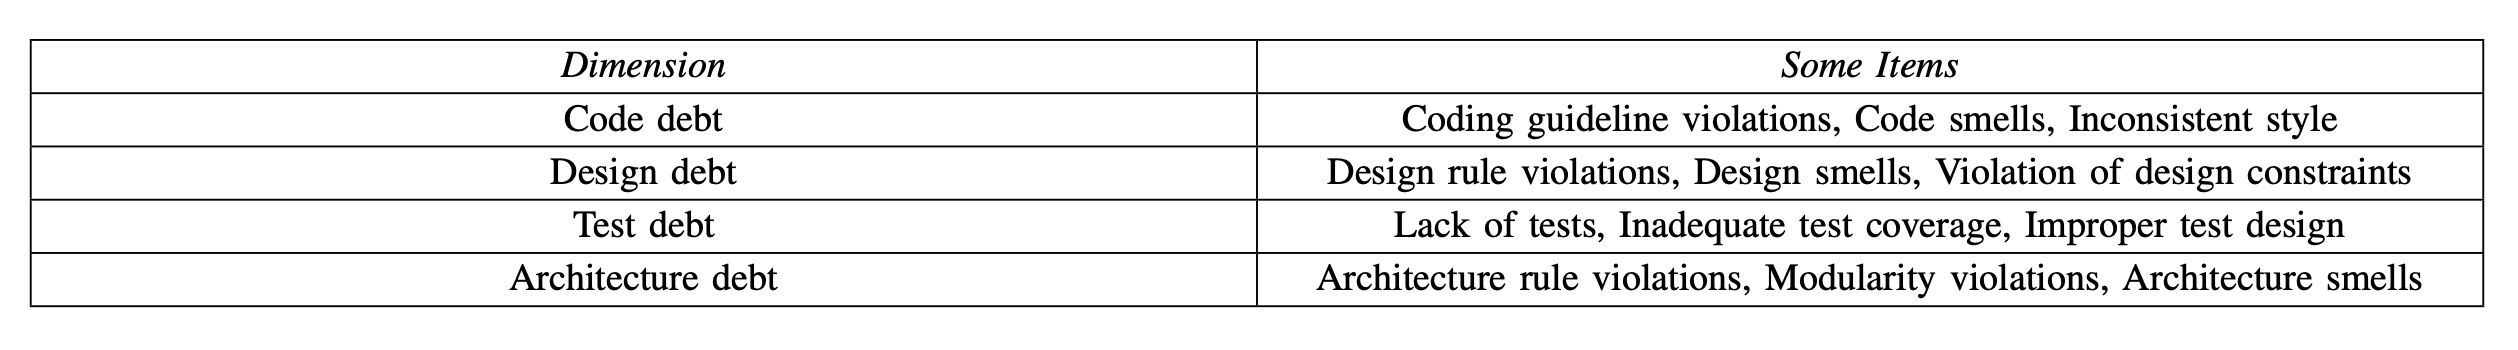 Dimension Some Items
Code debt Coding guideline violations, Code smells, Inconsistent style
Design debt Design rule violations, Design smells, Violation of design constraints
Test debt Lack of tests, Inadequate test coverage, Improper test design
Architecture debt Architecture rule violations, Modularity violations, Architecture smells